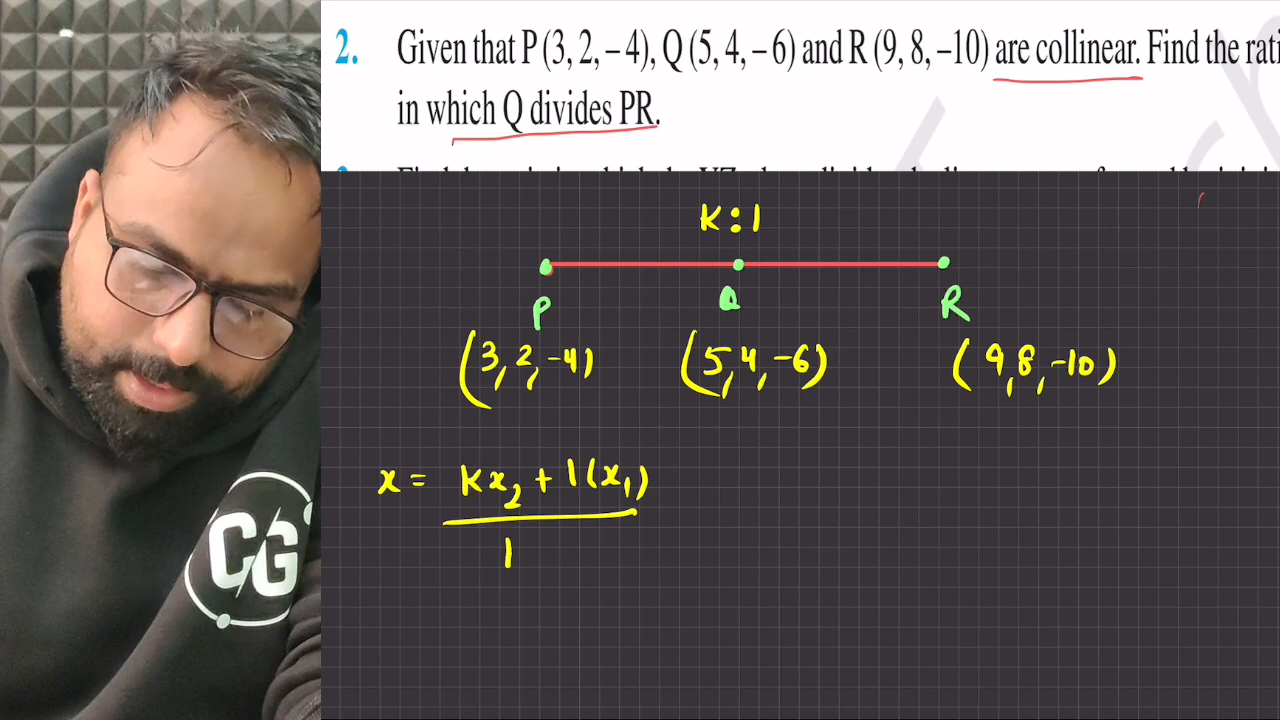 2. Given that P (3, 2, – 4), Q (5, 4, – 6) and R (9, 8, –10) are collinear. Find the
in which Q divides PR.
K : 1
P Q R
(3, 2, -4) (5, 4, -6) (9, 8, -10)
x = Kx₂ + 1(x₁)
1
CG